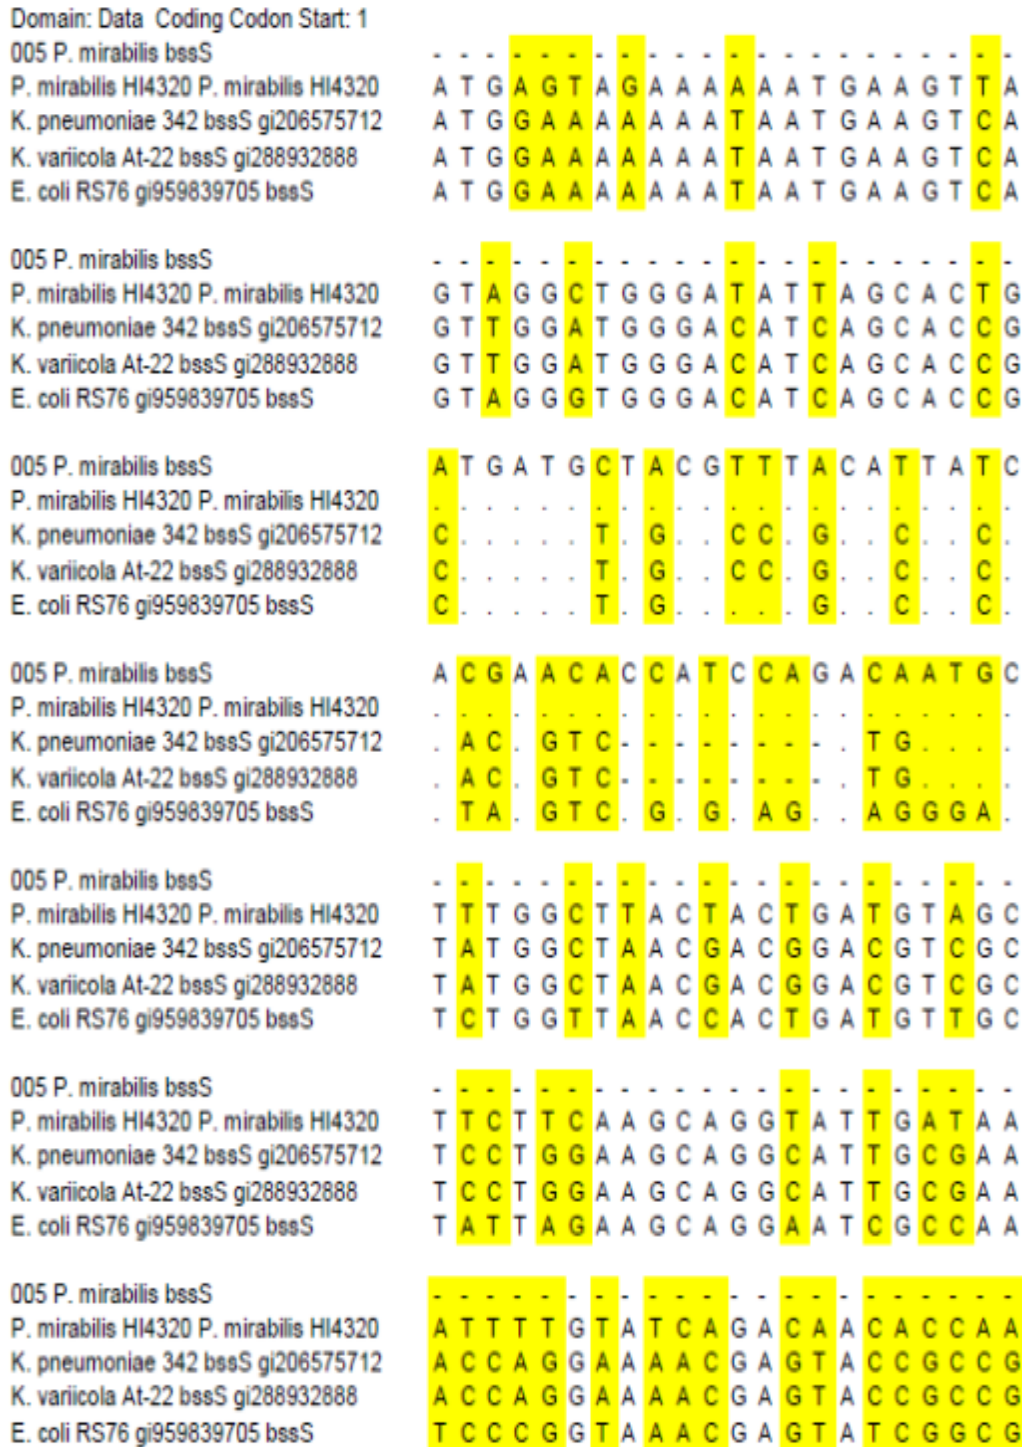 Domain: Data Coding Codon Start: 1
005 P. mirabilis bssS - - - - - - - - - - - - - - - - - - - - - -
P. mirabilis HI4320 P. mirabilis HI4320 A T G A G T A G A A A A A A T G A A G T T A
K. pneumoniae 342 bssS gi206575712 A T G G A A A A A A A T A A T G A A G T C A
K. variicola At-22 bssS gi288932888 A T G G A A A A A A A T A A T G A A G T C A
E. coli RS76 gi959839705 bssS A T G G A A A A A A A T A A T G A A G T C A
005 P. mirabilis bssS - - - - - - - - - - - - - - - - - - - - - -
P. mirabilis HI4320 P. mirabilis HI4320 G T A G G C T G G G A T A T T A G C A C T G
K. pneumoniae 342 bssS gi206575712 G T T G G A T G G G A C A T C A G C A C C G
K. variicola At-22 bssS gi288932888 G T T G G A T G G G A C A T C A G C A C C G
E. coli RS76 gi959839705 bssS G T A G G G T G G G A C A T C A G C A C C G
005 P. mirabilis bssS A T G A T G C T A C G T T T A C A T T A T C
P. mirabilis HI4320 P. mirabilis HI4320 . . . . . . . . . . . . . . . . . . . . . .
K. pneumoniae 342 bssS gi206575712 C . . . . . T . G . . C C . G . . C . . C .
K. variicola At-22 bssS gi288932888 C . . . . . T . G . . C C . G . . C . . C .
E. coli RS76 gi959839705 bssS C . . . . . T . G . . . . . G . . C . . C .
005 P. mirabilis bssS A C G A A C A C C A T C C A G A C A A T G C
P. mirabilis HI4320 P. mirabilis HI4320 . . . . . . . . . . . . . . . . . . . . . .
K. pneumoniae 342 bssS gi206575712 . A C . G T C - - - - - - - - . T G . . . .
K. variicola At-22 bssS gi288932888 . A C . G T C - - - - - - - - . T G . . . .
E. coli RS76 gi959839705 bssS . T A . G T C . G . G . A G . . A G G G A .
005 P. mirabilis bssS - - - - - - - - - - - - - - - - - - - - - -
P. mirabilis HI4320 P. mirabilis HI4320 T T T G G C T T A C T A C T G A T G T A G C
K. pneumoniae 342 bssS gi206575712 T A T G G C T A A C G A C G G A C G T C G C
K. variicola At-22 bssS gi288932888 T A T G G C T A A C G A C G G A C G T C G C
E. coli RS76 gi959839705 bssS T C T G G T T A A C C A C T G A T G T T G C
005 P. mirabilis bssS - - - - - - - - - - - - - - - - - - - - - -
P. mirabilis HI4320 P. mirabilis HI4320 T T C T T C A A G C A G G T A T T G A T A A
K. pneumoniae 342 bssS gi206575712 T C C T G G A A G C A G G C A T T G C G A A
K. variicola At-22 bssS gi288932888 T C C T G G A A G C A G G C A T T G C G A A
E. coli RS76 gi959839705 bssS T A T T A G A A G C A G G A A T C G C C A A
005 P. mirabilis bssS - - - - - - - - - - - - - - - - - - - - - -
P. mirabilis HI4320 P. mirabilis HI4320 A T T T T G T A T C A G A C A A C A C C A A
K. pneumoniae 342 bssS gi206575712 A C C A G G A A A A C G A G T A C C G C C G
K. variicola At-22 bssS gi288932888 A C C A G G A A A A C G A G T A C C G C C G
E. coli RS76 gi959839705 bssS T C C C G G T A A A C G A G T A T C G G C G